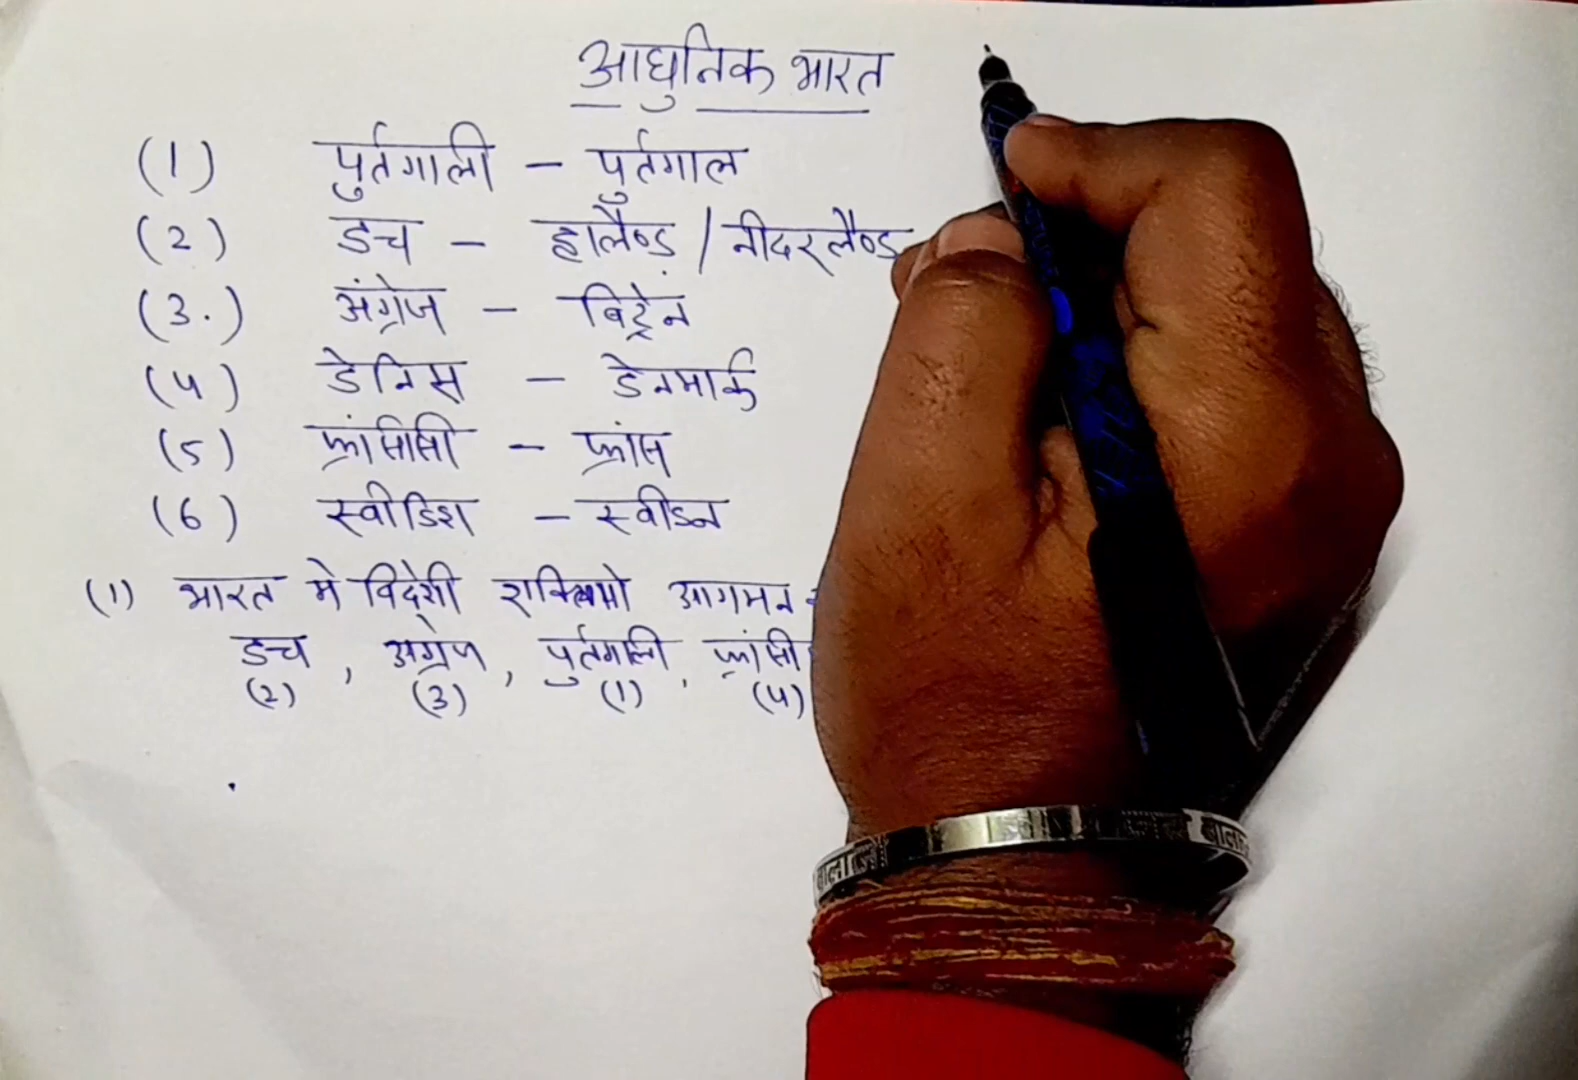 आधुनिक भारत
(1) पुर्तगाली - पुर्तगाल
(2) डच - हालैण्ड / नीदरलैण्ड
(3.) अंग्रेज - बिट्रेन
(4) डेनिस - डेनमार्क
(5) फ्रांसीसी - फ्रांस
(6) स्वीडिश - स्वीडन
(1) भारत मे विदेशी आगमन
डच , अग्रेज , पुर्तगाली , फ्रांसी
(2) (3) (1) (4)